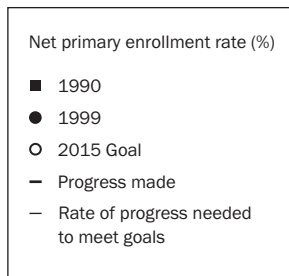 Net primary enrollment rate (%)
1990
1999
2015 Goal
Progress made
Rate of progress needed
to meet goals